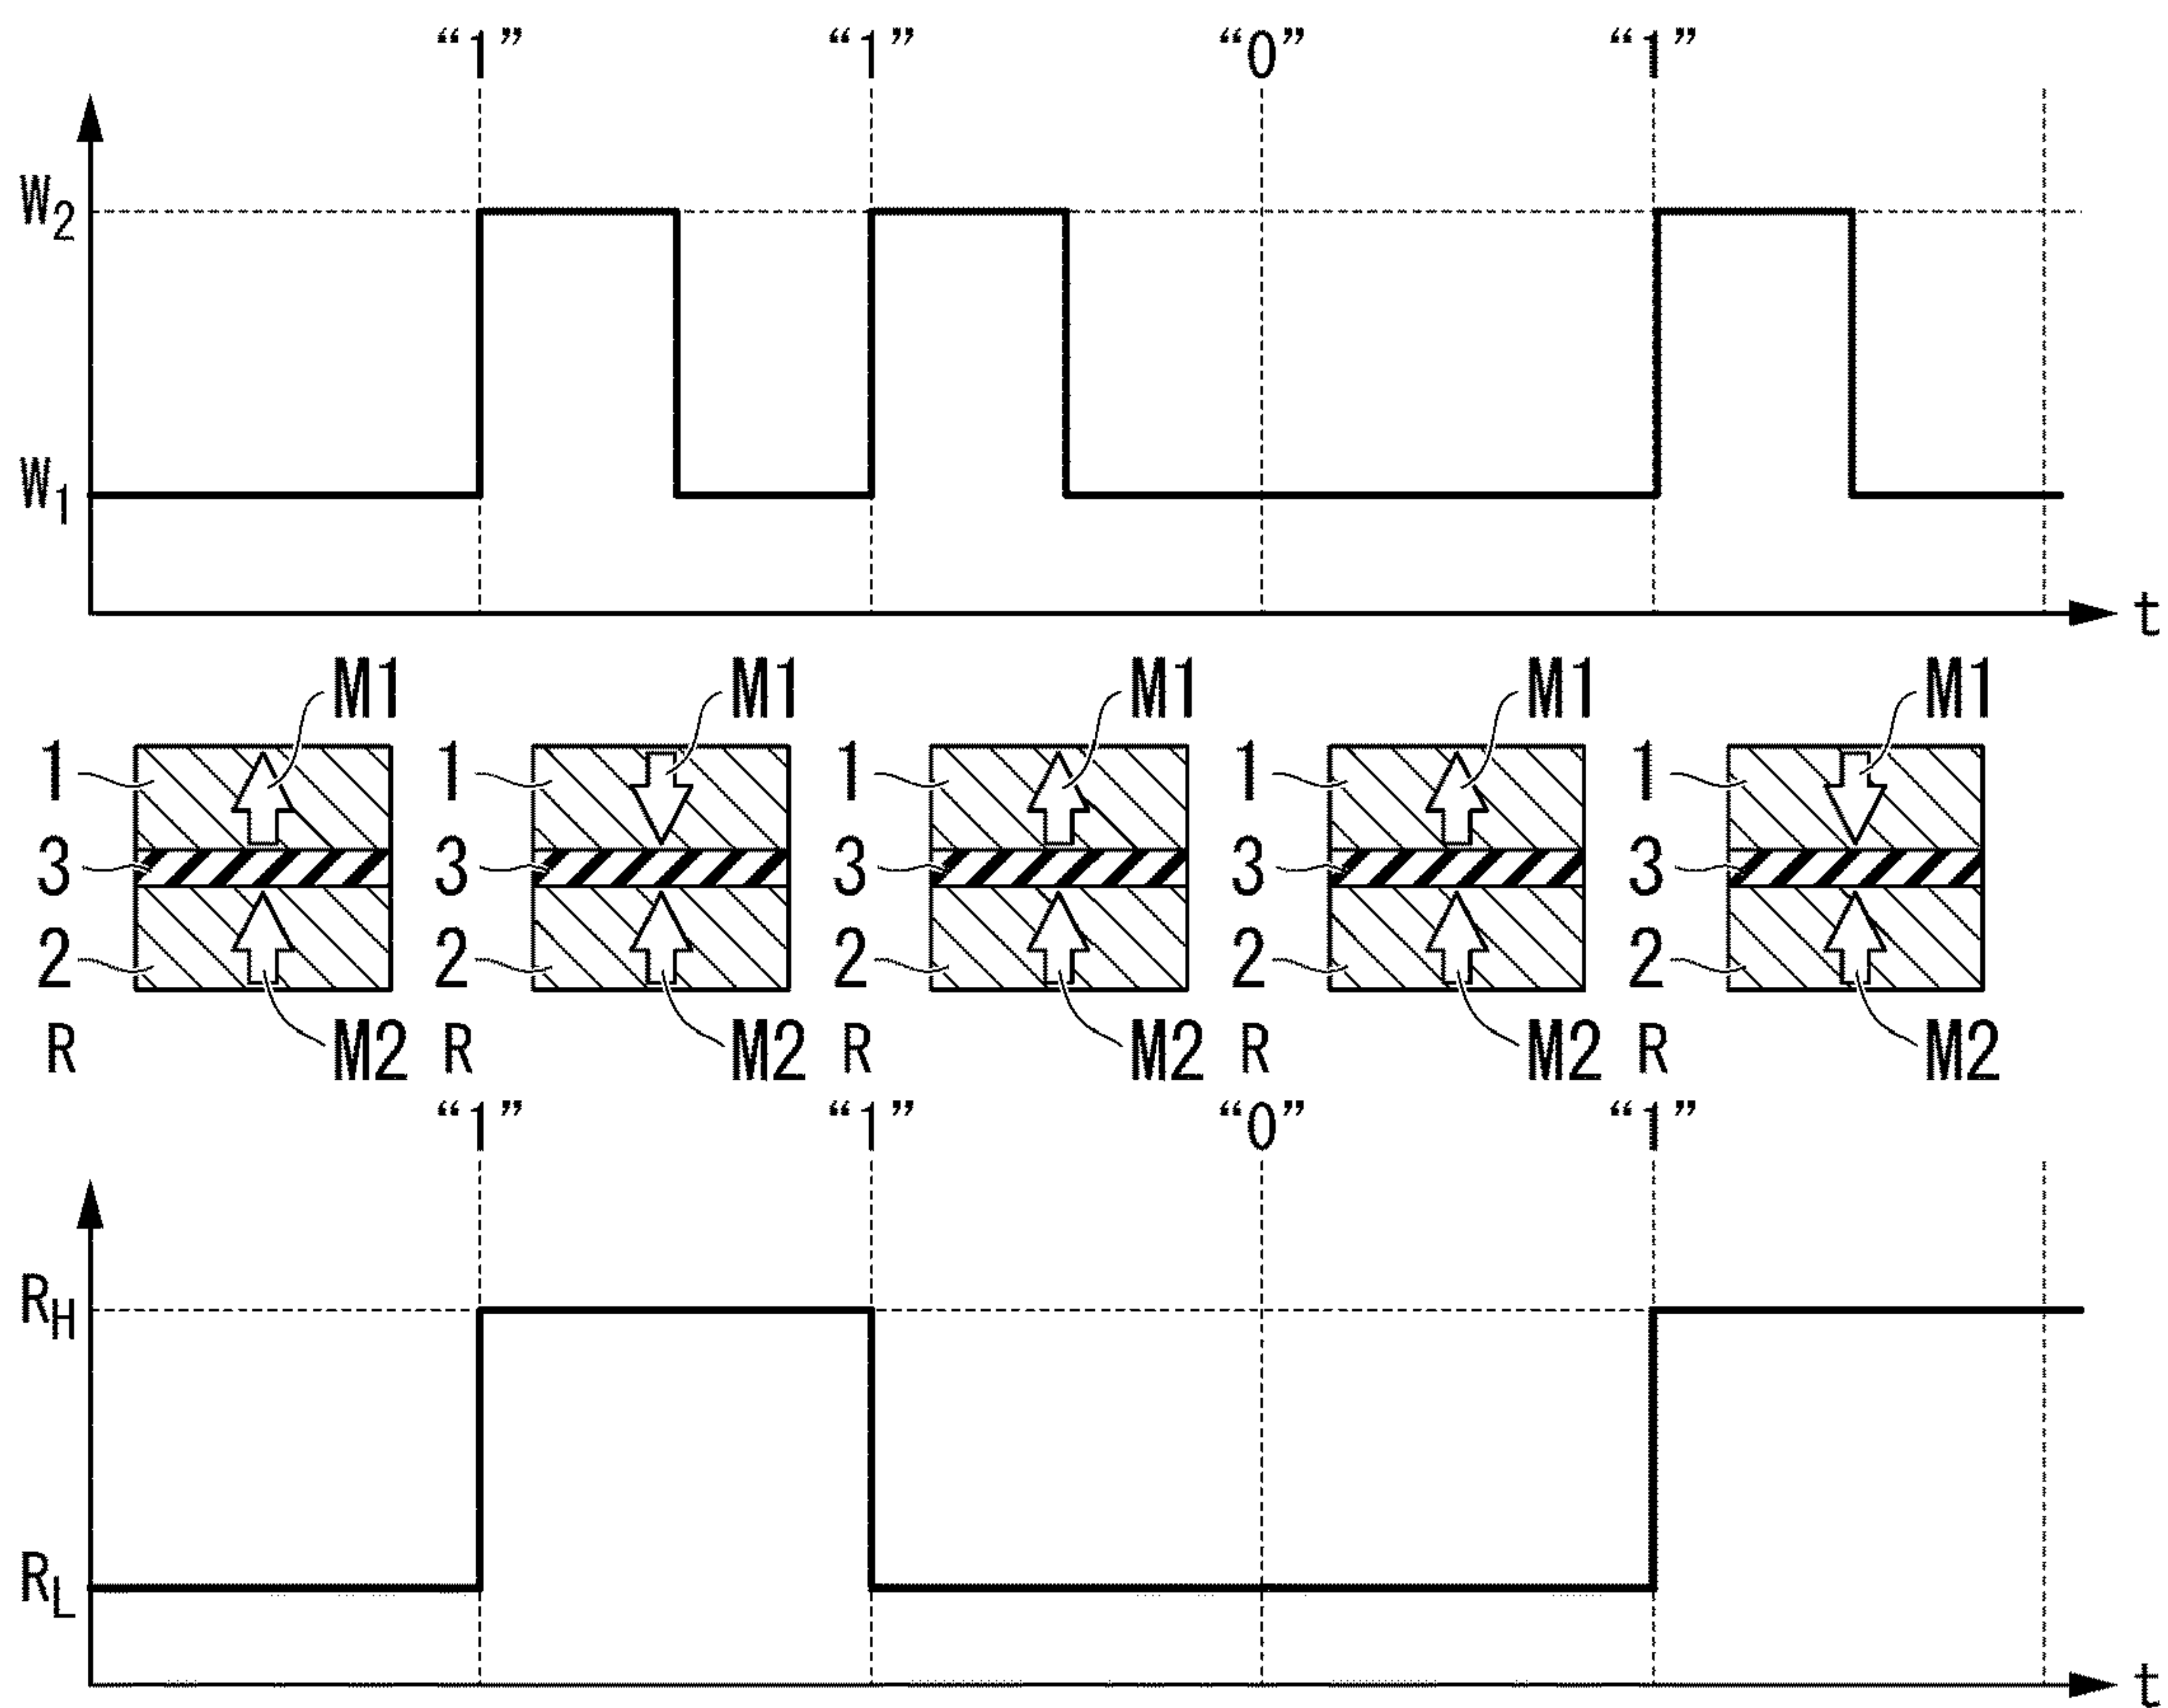 “1” “1” “0” “1”
W2
W1
t
M1 M1 M1 M1 M1
1 1 1 1 1
3 3 3 3 3
2 2 2 2 2
R M2 R M2 R M2 R M2 R M2
“1” “1” “0” “1”
RH
RL
t